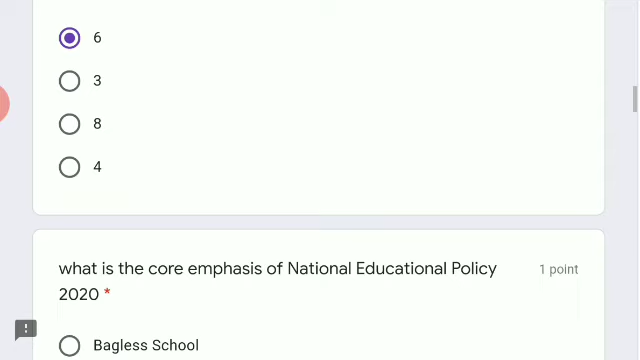 6
3
8
4
what is the core emphasis of National Educational Policy 1 point
2020 *
Bagless School